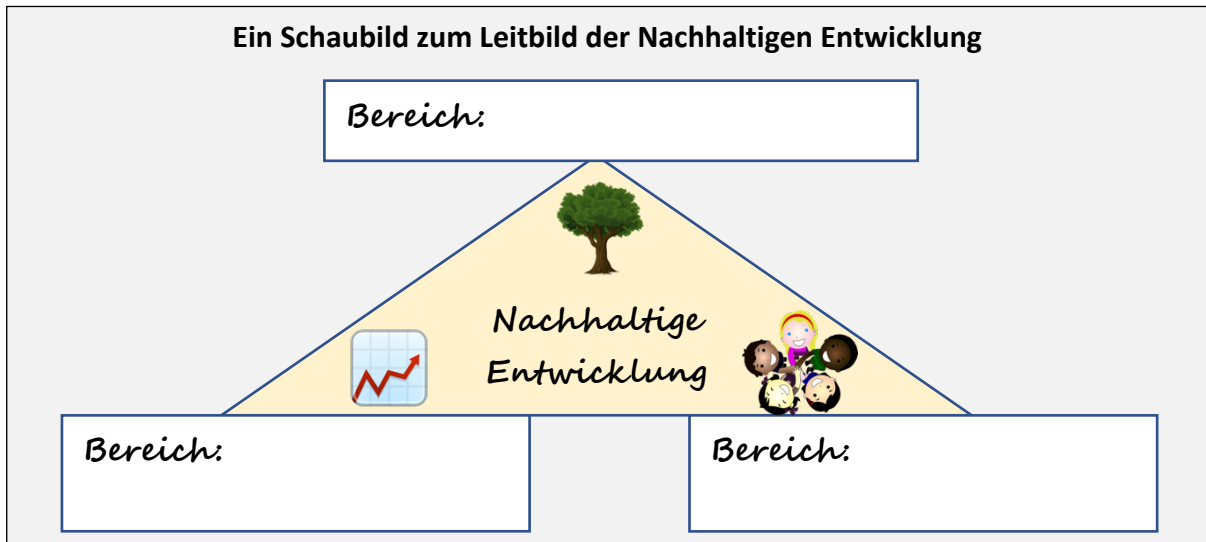 Ein Schaubild zum Leitbild der Nachhaltigen Entwicklung
Bereich:
Nachhaltige
Entwicklung
Bereich:
Bereich: